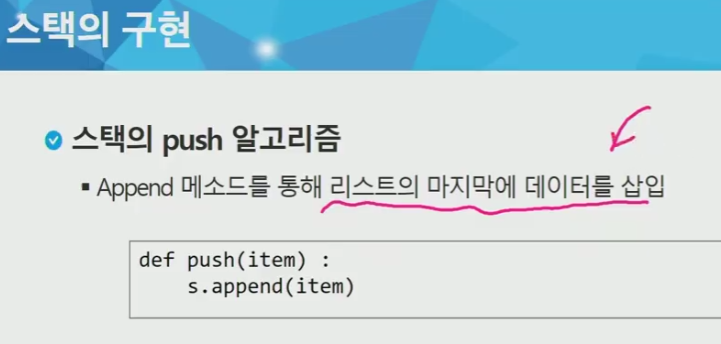 스택의 구현
스택의 push 알고리즘
▪ Append 메소드를 통해 리스트의 마지막에 데이터를 삽입
def push(item) :
    s.append(item)